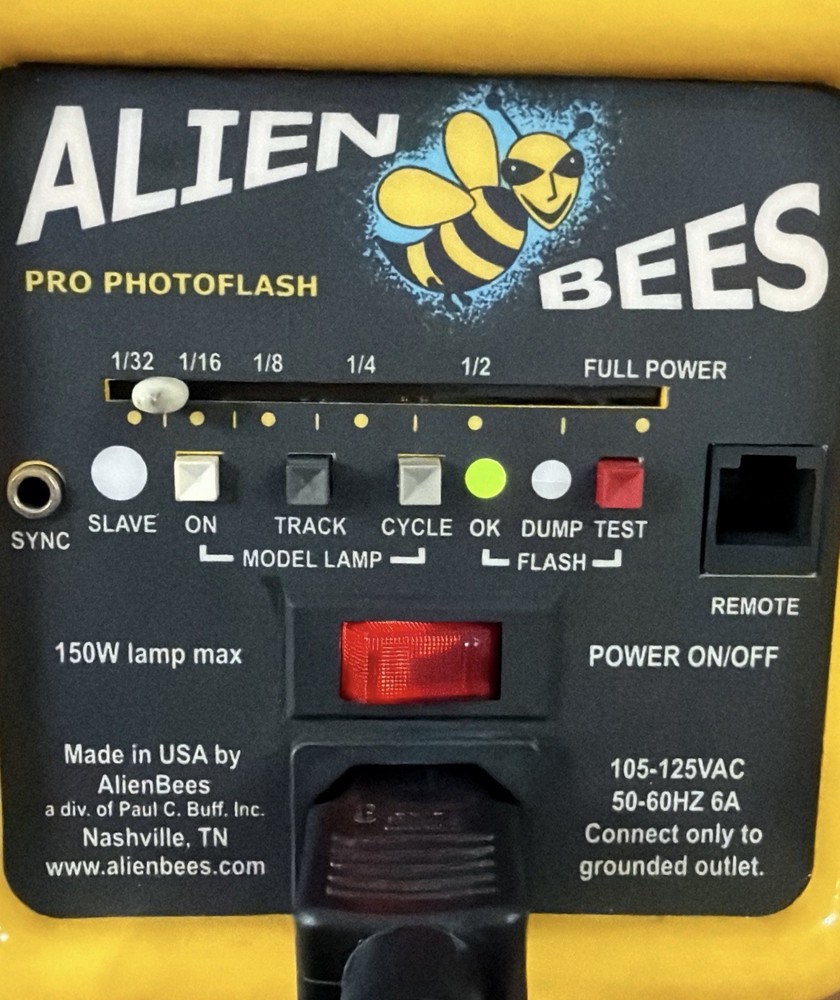 ALIEN
BEES
PRO PHOTOFLASH
1/32 1/16 1/8 1/4 1/2 FULL POWER
SYNC SLAVE ON TRACK CYCLE OK DUMP TEST
MODEL LAMP FLASH
REMOTE
150W lamp max
POWER ON/OFF
Made in USA by
AlienBees
a div. of Paul C. Buff. Inc.
Nashville, TN
www.alienbees.com
105-125VAC
50-60HZ 6A
Connect only to
grounded outlet.